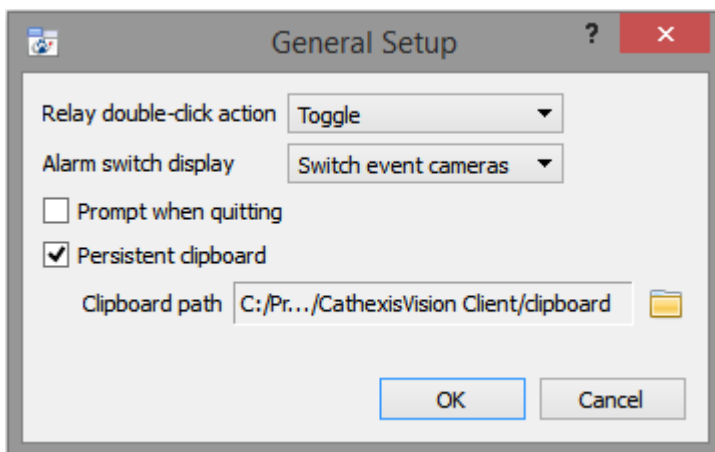 General Setup ? ×
Relay double-click action Toggle
Alarm switch display Switch event cameras
Prompt when quitting
Persistent clipboard
Clipboard path C:/Pr.../CathexisVision Client/clipboard
OK Cancel